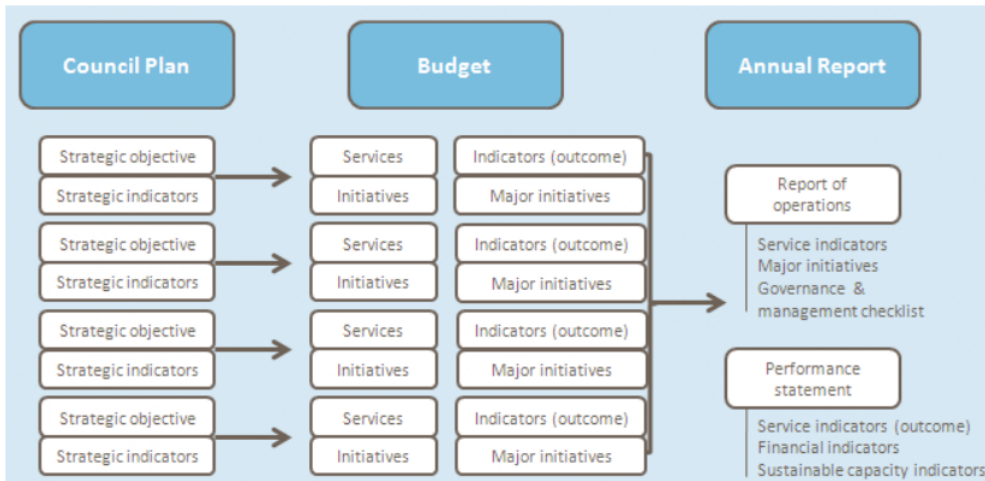 Council Plan
Budget
Annual Report
Strategic objective
Strategic indicators
Strategic objective
Strategic indicators
Strategic objective
Strategic indicators
Strategic objective
Strategic indicators
Services
Indicators (outcome)
Initiatives
Major initiatives
Services
Indicators (outcome)
Initiatives
Major initiatives
Services
Indicators (outcome)
Initiatives
Major initiatives
Services
Indicators (outcome)
Initiatives
Major initiatives
Report of
operations
Service indicators
Major initiatives
Governance &
management checklist
Performance
statement
Service indicators (outcome)
Financial indicators
Sustainable capacity indicators